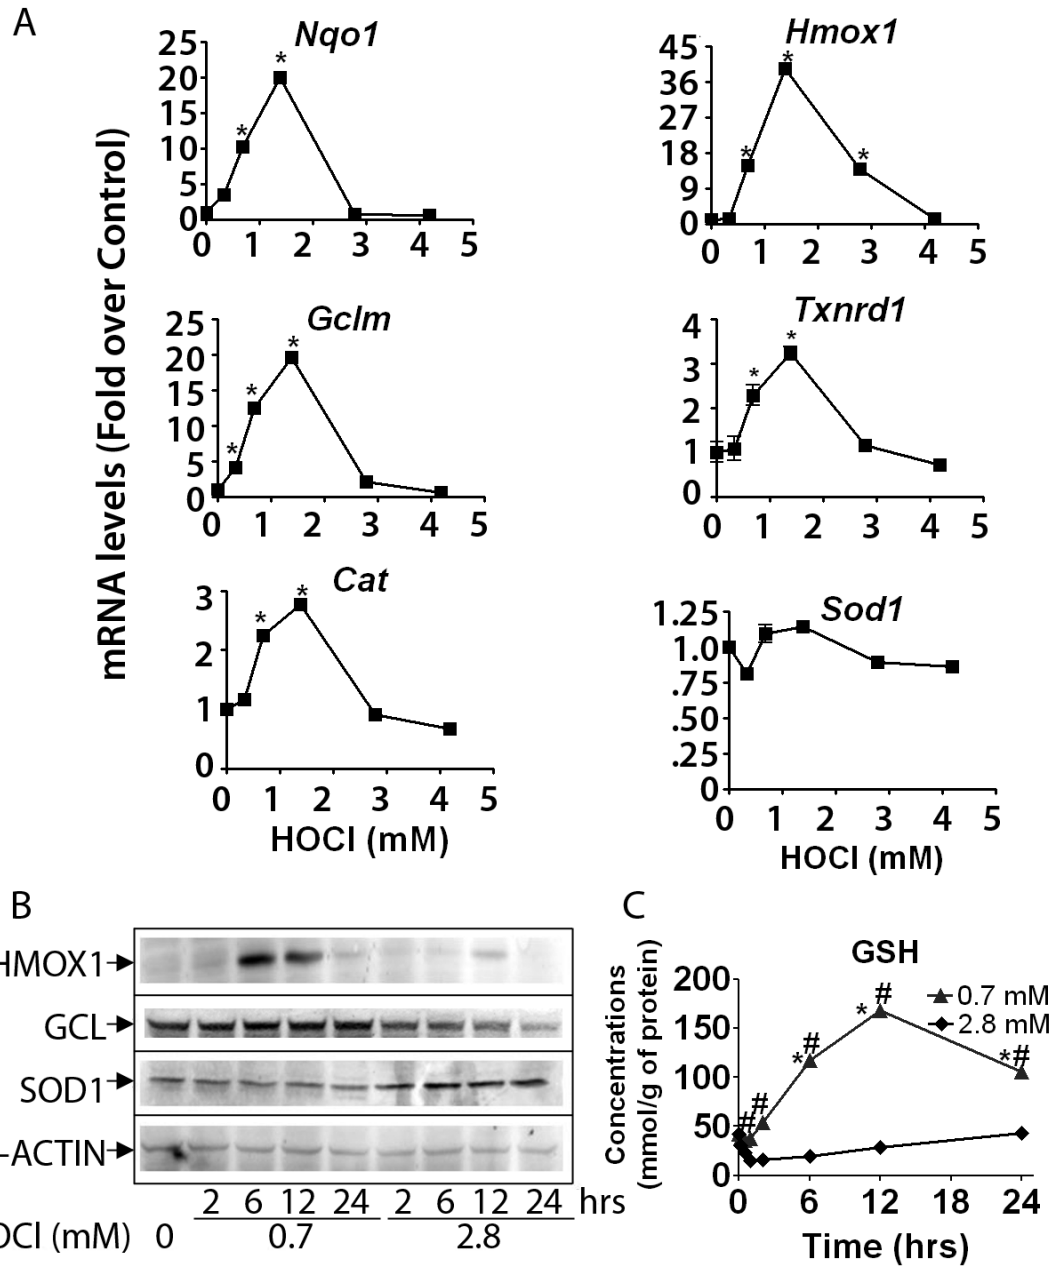 A
Nqo1
Hmox1
25
20
15
10
5
0
0 1 2 3 4 5
45
36
27
18
9
0
0 1 2 3 4 5
mRNA levels (Fold over Control)
Gclm
Txnrd1
25
20
15
10
5
0
0 1 2 3 4 5
4
3
2
1
0
0 1 2 3 4 5
Cat
Sod1
3
2
1
0
0 1 2 3 4 5
HOCl (mM)
1.25
1.0
.75
.50
.25
0
0 1 2 3 4 5
HOCl (mM)
B
HMOX1
GCL
SOD1
-ACTIN
2 6 12 24 2 6 12 24 hrs
OCl (mM) 0 0.7 2.8
C
GSH
Concentrations
(mmol/g of protein)
200
150
100
50
0
0.7 mM
2.8 mM
* # * # * # # #
0 6 12 18 24
Time (hrs)